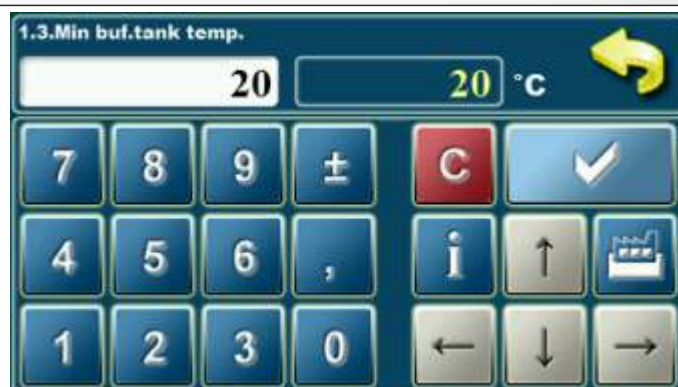 1.3.Min buf.tank temp.
20 20 °C
7 8 9 ± C
4 5 6 , i ↑
1 2 3 0 ← ↓ →